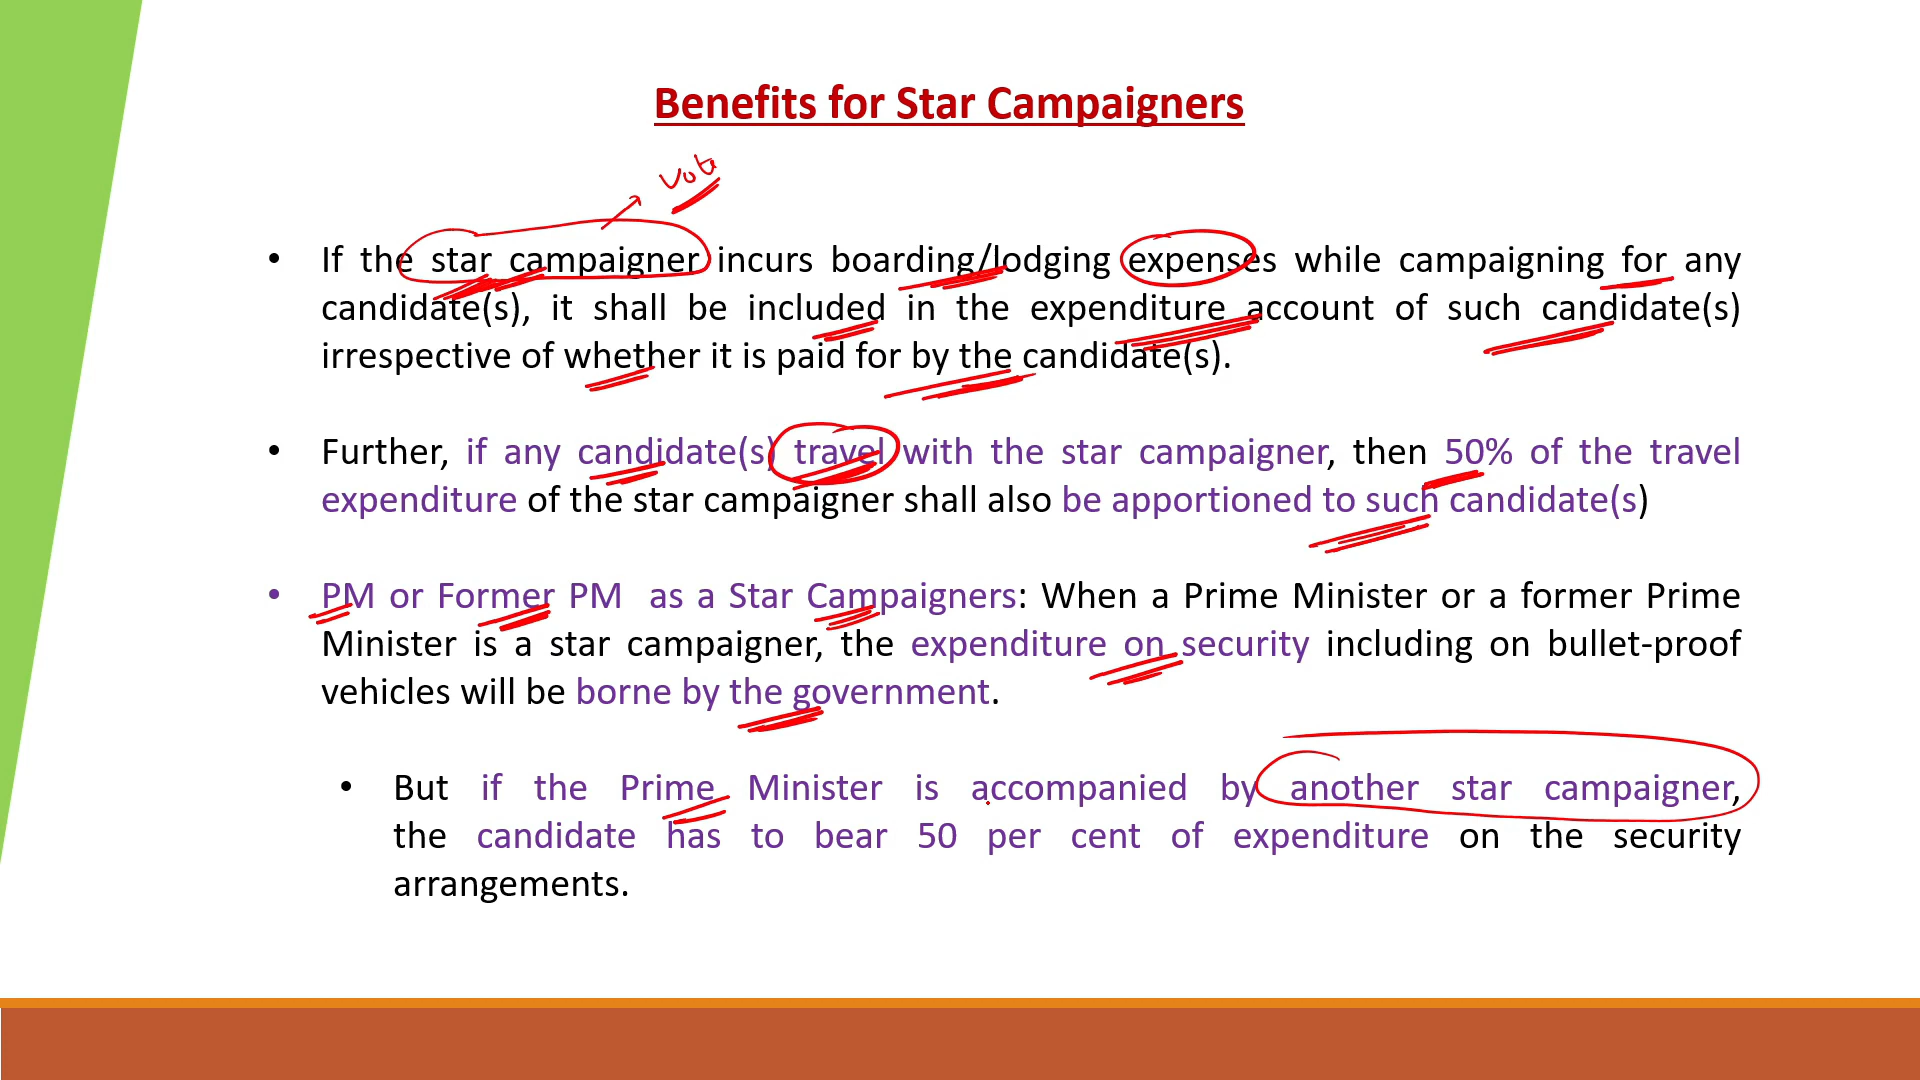 Benefits for Star Campaigners
Vote
• If the star campaigner incurs boarding/lodging expenses while campaigning for any
candidate(s), it shall be included in the expenditure account of such candidate(s)
irrespective of whether it is paid for by the candidate(s).
• Further, if any candidate(s) travel with the star campaigner, then 50% of the travel
expenditure of the star campaigner shall also be apportioned to such candidate(s)
• PM or Former PM as a Star Campaigners: When a Prime Minister or a former Prime
Minister is a star campaigner, the expenditure on security including on bullet-proof
vehicles will be borne by the government.
• But if the Prime Minister is accompanied by another star campaigner,
the candidate has to bear 50 per cent of expenditure on the security
arrangements.